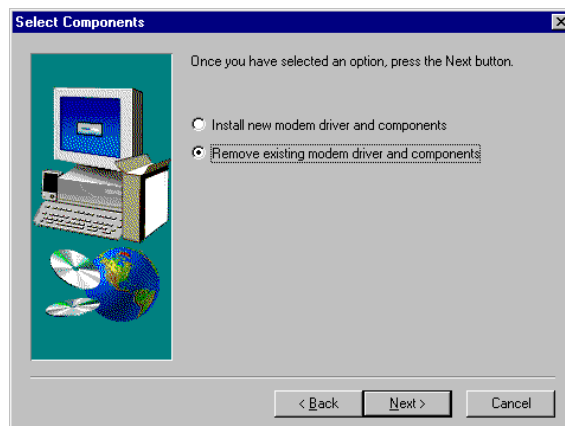 Select Components
Once you have selected an option, press the Next button.
Install new modem driver and components
Remove existing modem driver and components
< Back
Next >
Cancel